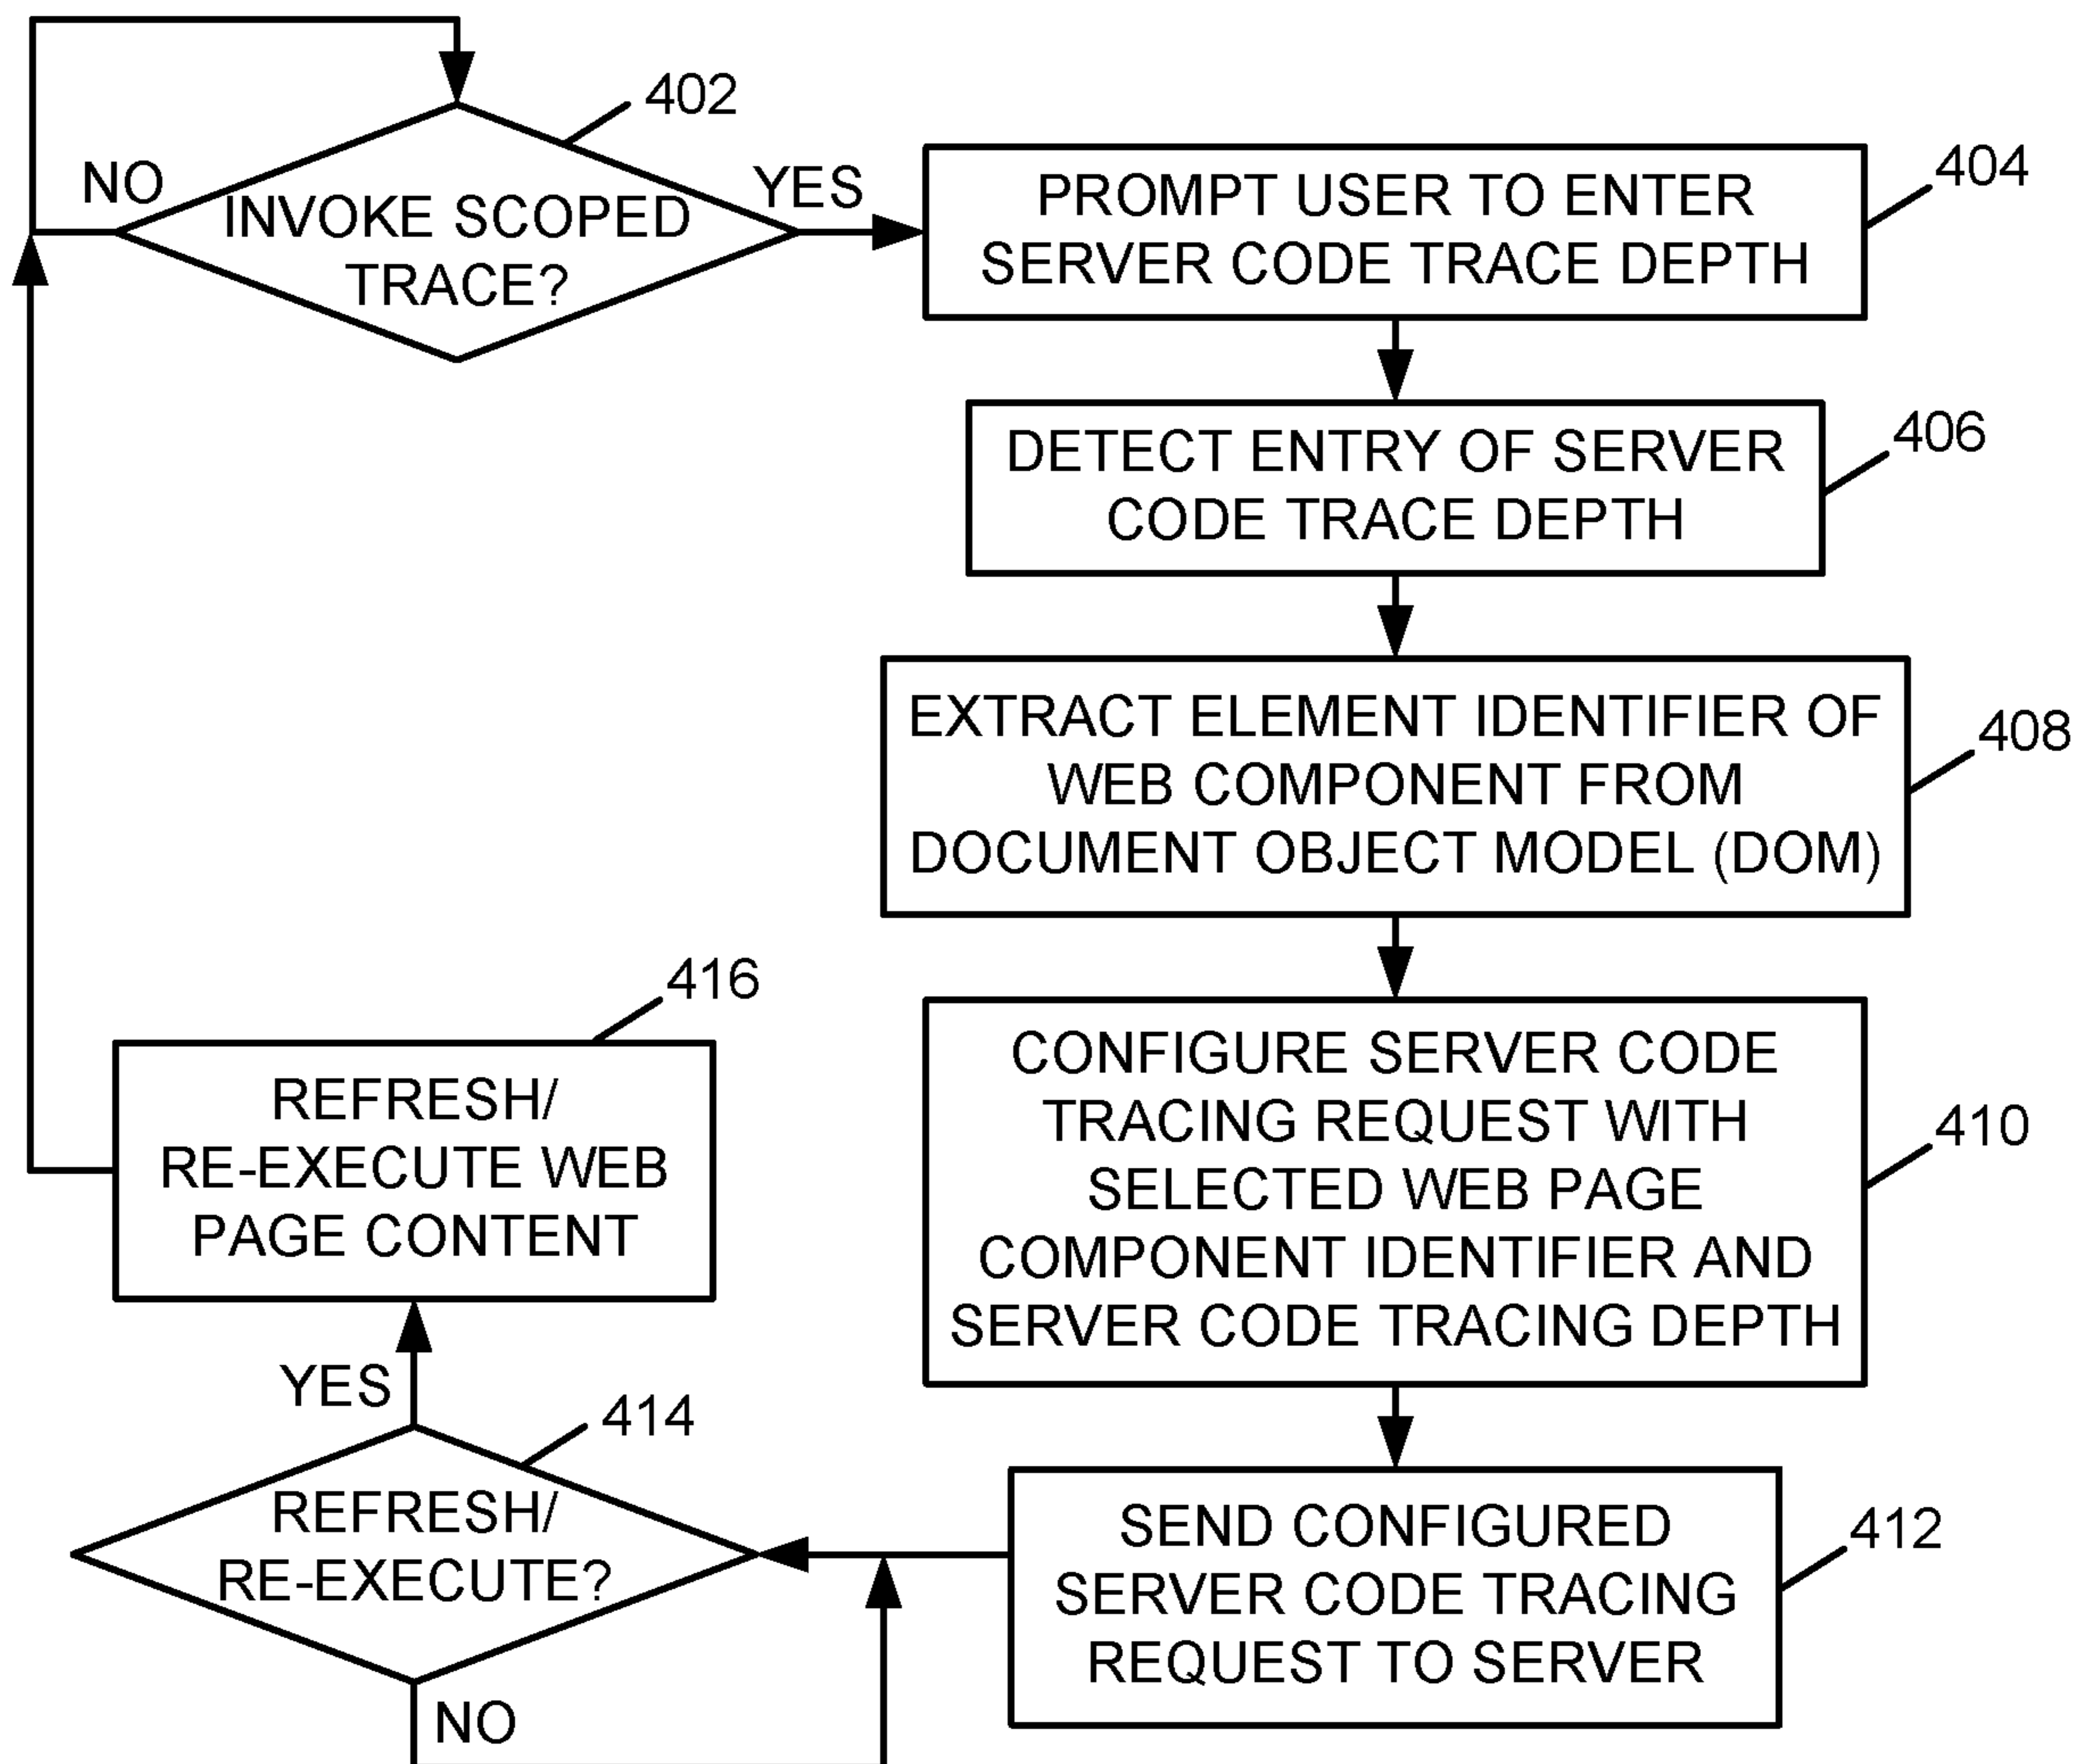 402
NO
INVOKE SCOPED
TRACE?
YES
PROMPT USER TO ENTER
SERVER CODE TRACE DEPTH
404
DETECT ENTRY OF SERVER
CODE TRACE DEPTH
406
EXTRACT ELEMENT IDENTIFIER OF
WEB COMPONENT FROM
DOCUMENT OBJECT MODEL (DOM)
408
CONFIGURE SERVER CODE
TRACING REQUEST WITH
SELECTED WEB PAGE
COMPONENT IDENTIFIER AND
SERVER CODE TRACING DEPTH
410
SEND CONFIGURED
SERVER CODE TRACING
REQUEST TO SERVER
412
414
REFRESH/
RE-EXECUTE?
NO
YES
416
REFRESH/
RE-EXECUTE WEB
PAGE CONTENT